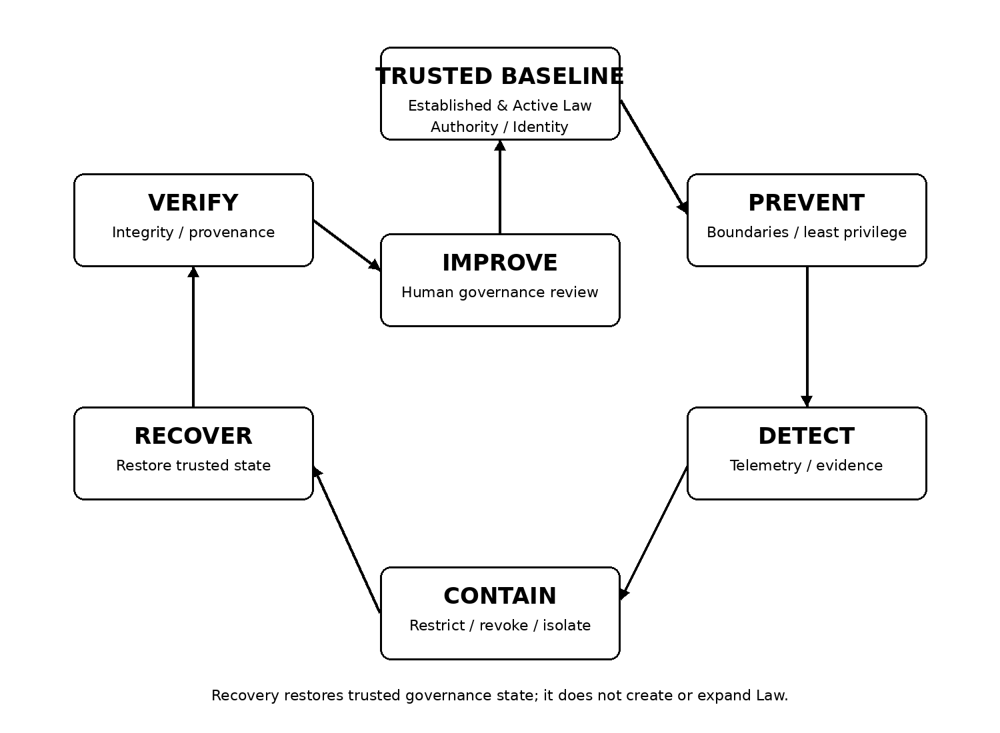 TRUSTED BASELINE
Established & Active Law
Authority / Identity
VERIFY
Integrity / provenance
PREVENT
Boundaries / least privilege
IMPROVE
Human governance review
RECOVER
Restore trusted state
DETECT
Telemetry / evidence
CONTAIN
Restrict / revoke / isolate
Recovery restores trusted governance state; it does not create or expand Law.